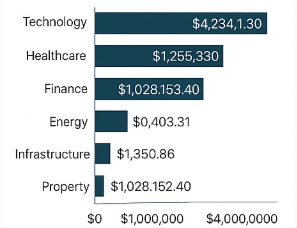 Technology $4,234,1.30
Healthcare $1,255,330
Finance $1,028.153.40
Energy $0,403.31
Infrastructure $1,350.86
Property $1,028.152.40
$0 $1,000,000 $4,000,0000